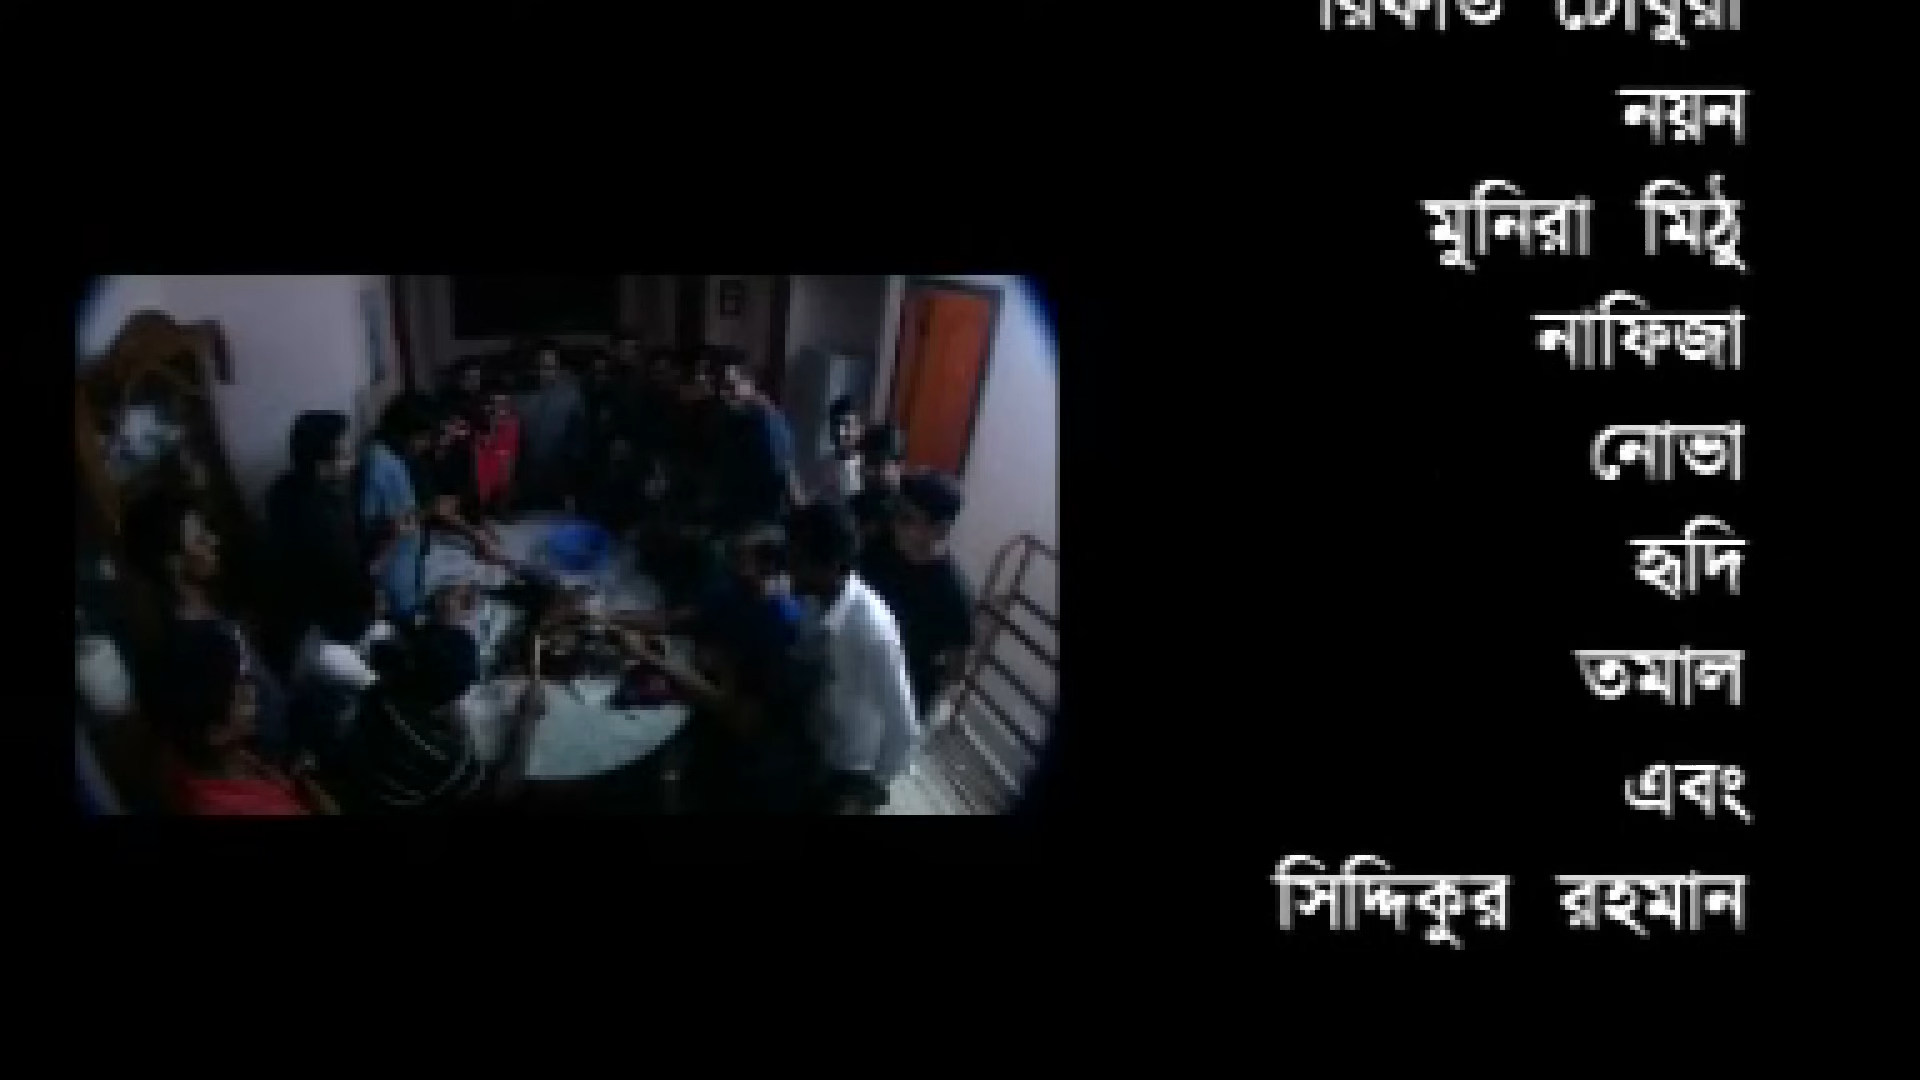 রিফাত চৌধুরী
নয়ন
মুনিরা মিঠু
নাফিজা
নোভা
হৃদি
তমাল
এবং
সিদ্দিকুর রহমান